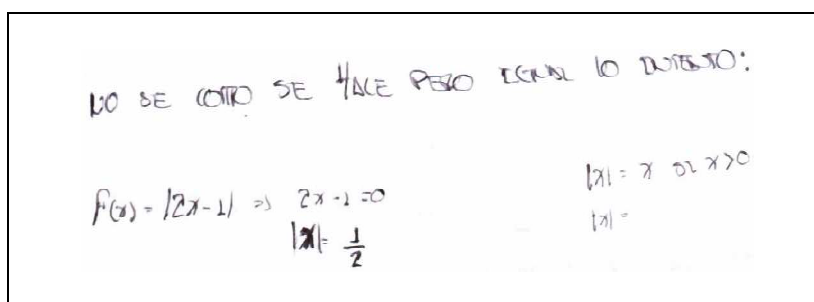 NO SE COMO SE HACE PERO IGUAL LO INTENTO:
F(x) = |2x-1| => 2x-1=0
|x|= 1/2
|x| = x si x>0
|x| =